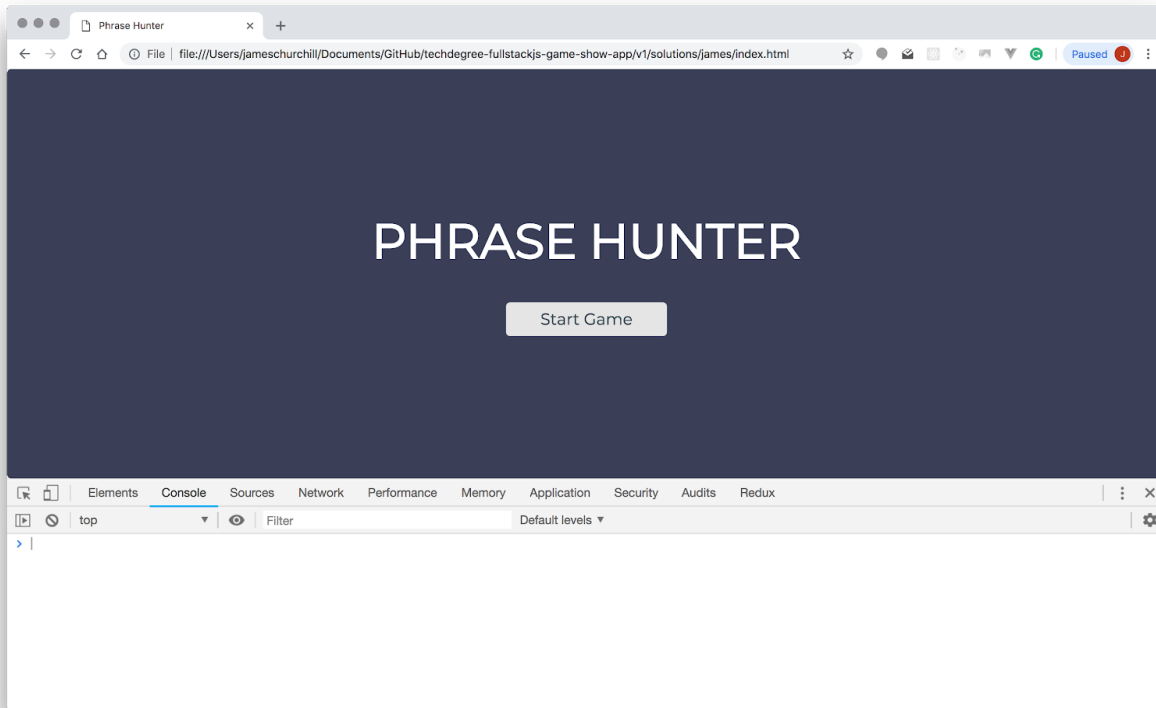 Phrase Hunter
File file:///Users/jameschurchill/Documents/GitHub/techdegree-fullstackjs-game-show-app/v1/solutions/james/index.html Paused J
PHRASE HUNTER
Start Game
Elements Console Sources Network Performance Memory Application Security Audits Redux
top Filter Default levels